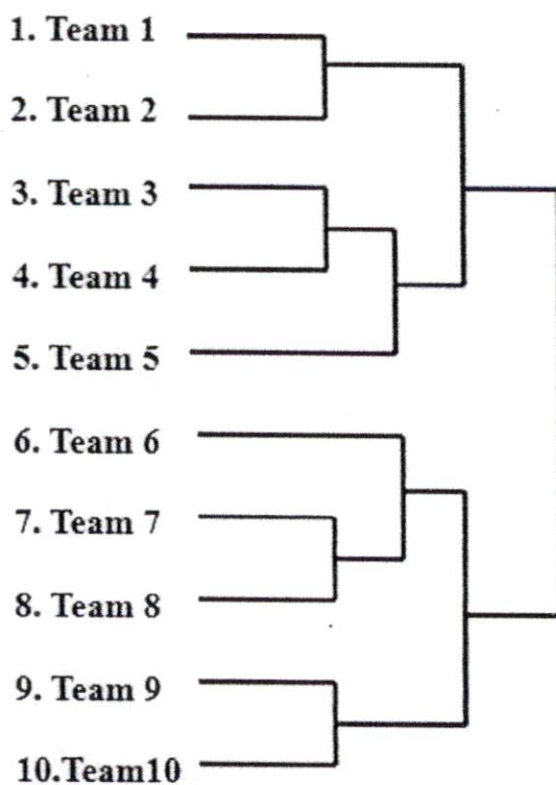 1. Team 1
2. Team 2
3. Team 3
4. Team 4
5. Team 5
6. Team 6
7. Team 7
8. Team 8
9. Team 9
10.Team10